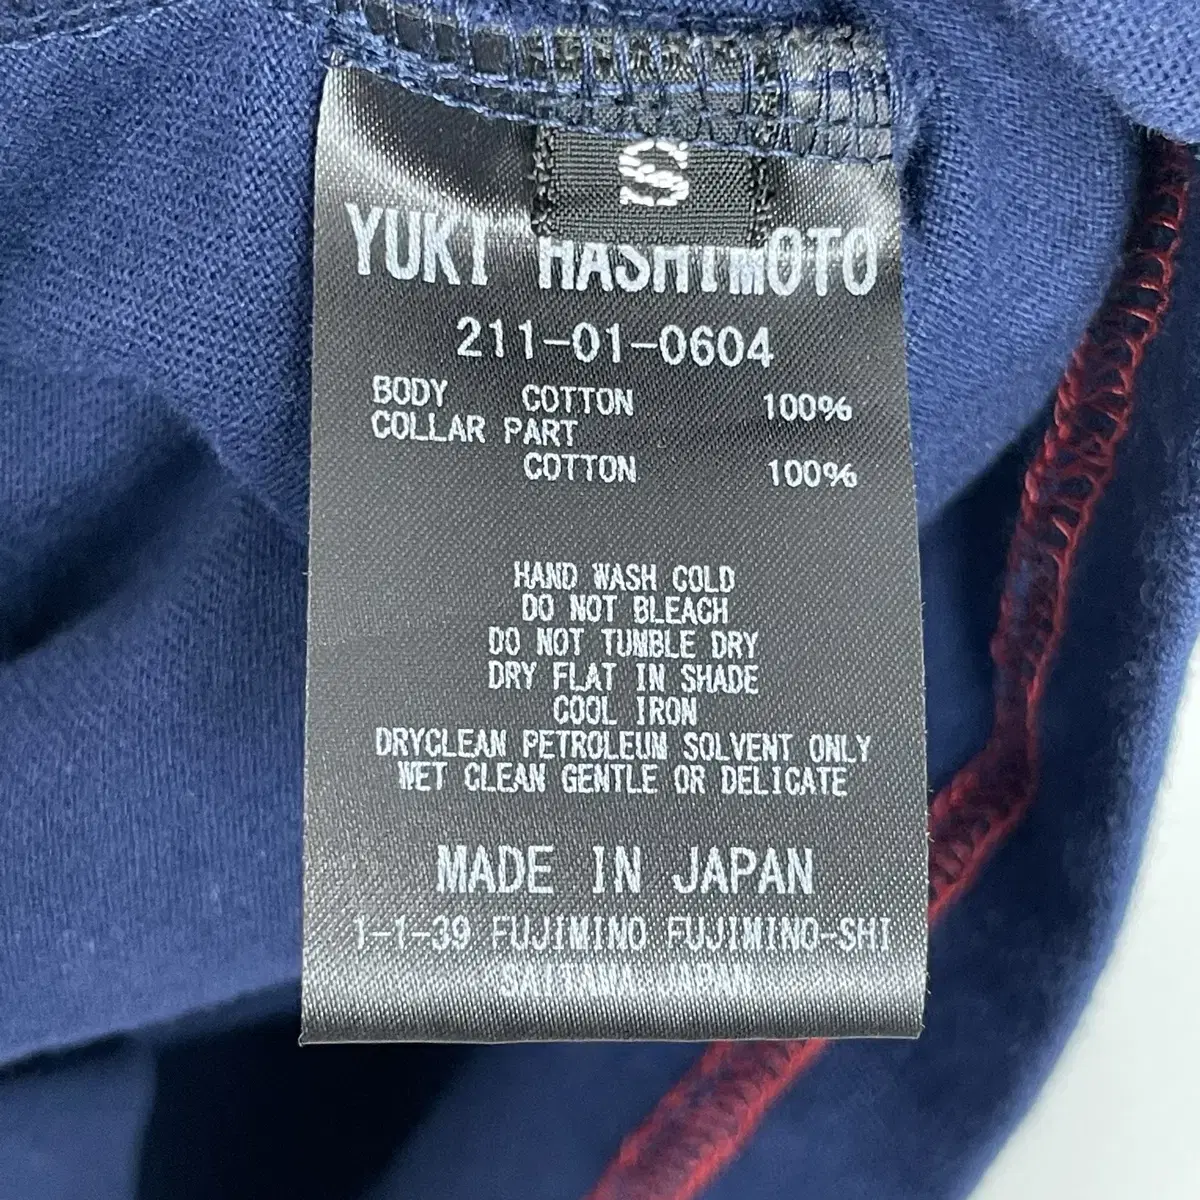 S
YUKI HASHIMOTO
211-01-0604
BODY COTTON 100%
COLLAR PART
COTTON 100%
HAND WASH COLD
DO NOT BLEACH
DO NOT TUMBLE DRY
DRY FLAT IN SHADE
COOL IRON
DRYCLEAN PETROLEUM SOLVENT ONLY
WET CLEAN GENTLE OR DELICATE
MADE IN JAPAN
1-1-39 FUJIMINO FUJIMINO-SHI
SAITAMA JAPAN